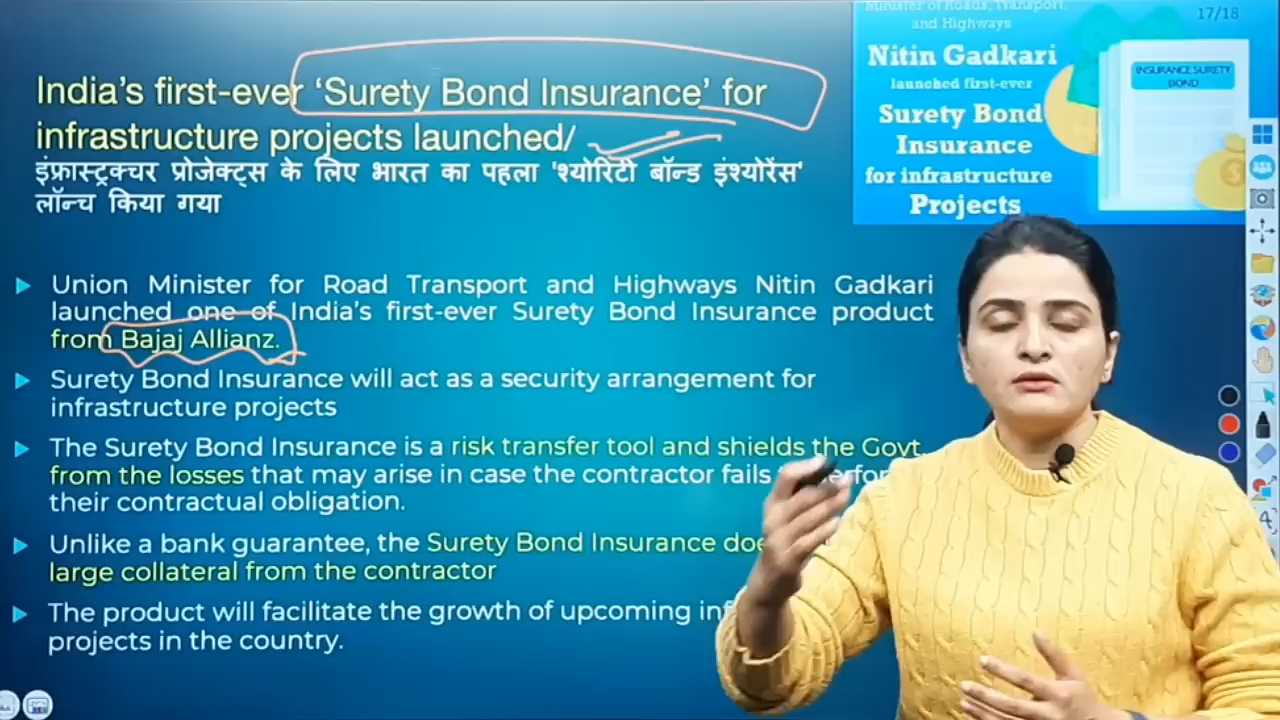 India's first-ever 'Surety Bond Insurance' for
infrastructure projects launched/
इंफ्रास्ट्रक्चर प्रोजेक्ट्स के लिए भारत का पहला 'श्योरिटी बॉन्ड इंश्योरेंस'
लॉन्च किया गया
Minister of Roads, Transport,
and Highways
Nitin Gadkari
launched first-ever
Surety Bond
Insurance
for infrastructure
Projects
INSURANCE SURETY
BOND
17/18
Union Minister for Road Transport and Highways Nitin Gadkari
launched one of India's first-ever Surety Bond Insurance product
from Bajaj Allianz.
Surety Bond Insurance will act as a security arrangement for
infrastructure projects
The Surety Bond Insurance is a risk transfer tool and shields the Govt.
from the losses that may arise in case the contractor fails
their contractual obligation.
Unlike a bank guarantee, the Surety Bond Insurance
large collateral from the contractor
The product will facilitate the growth of upcoming
projects in the country.